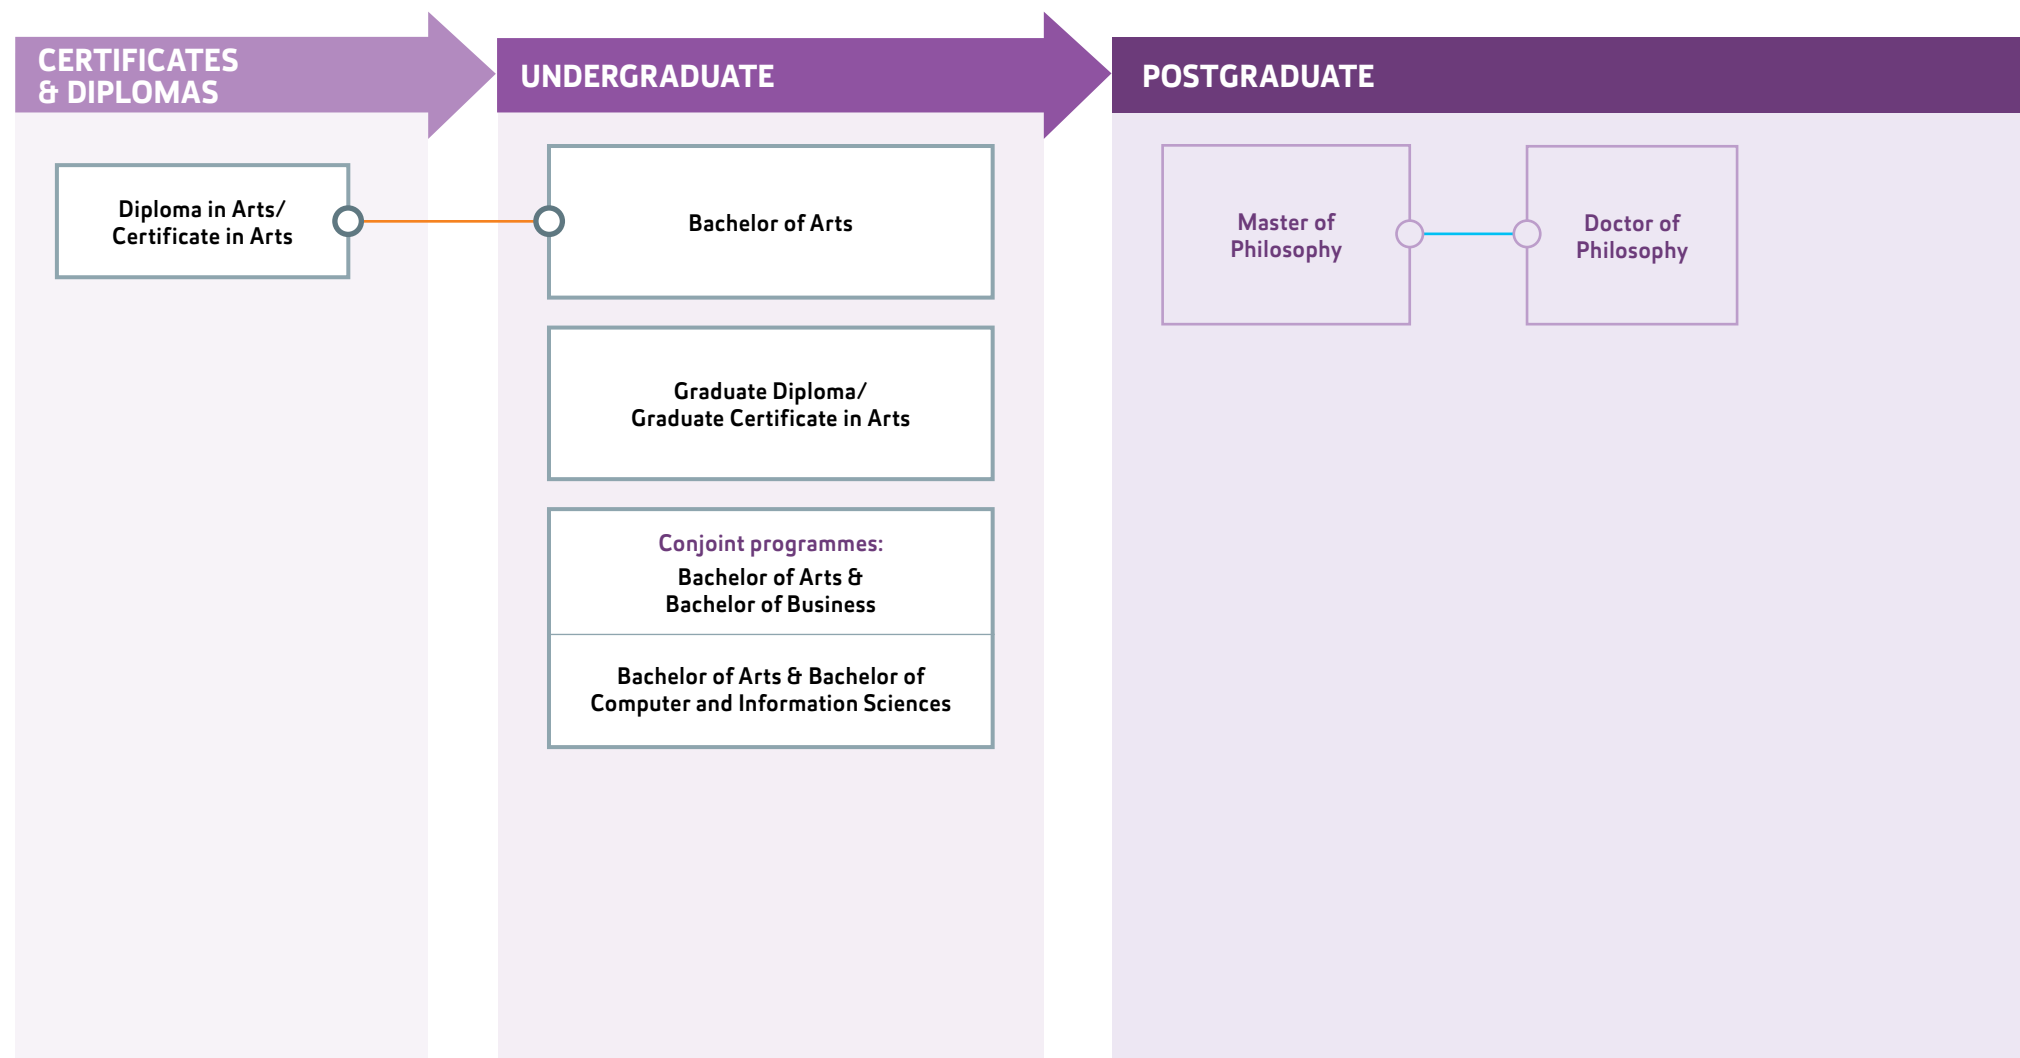 CERTIFICATES
& DIPLOMAS
UNDERGRADUATE
POSTGRADUATE
Diploma in Arts/
Certificate in Arts
Bachelor of Arts
Graduate Diploma/
Graduate Certificate in Arts
Conjoint programmes:
Bachelor of Arts &
Bachelor of Business
Bachelor of Arts & Bachelor of
Computer and Information Sciences
Master of
Philosophy
Doctor of
Philosophy